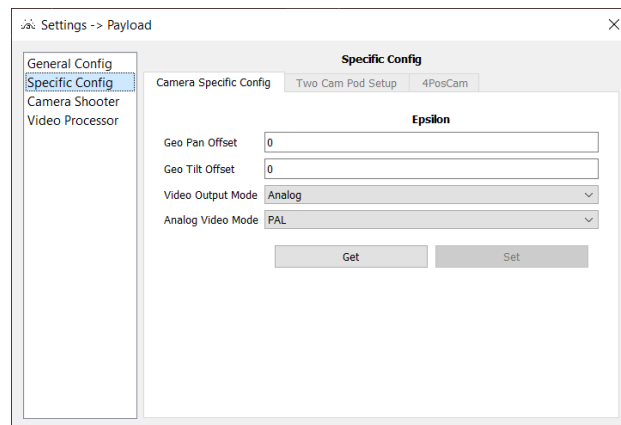 Settings -> Payload
General Config
Specific Config
Camera Shooter
Video Processor
Specific Config
Camera Specific Config
Two Cam Pod Setup
4PosCam
Epsilon
Geo Pan Offset 0
Geo Tilt Offset 0
Video Output Mode Analog
Analog Video Mode PAL
Get Set